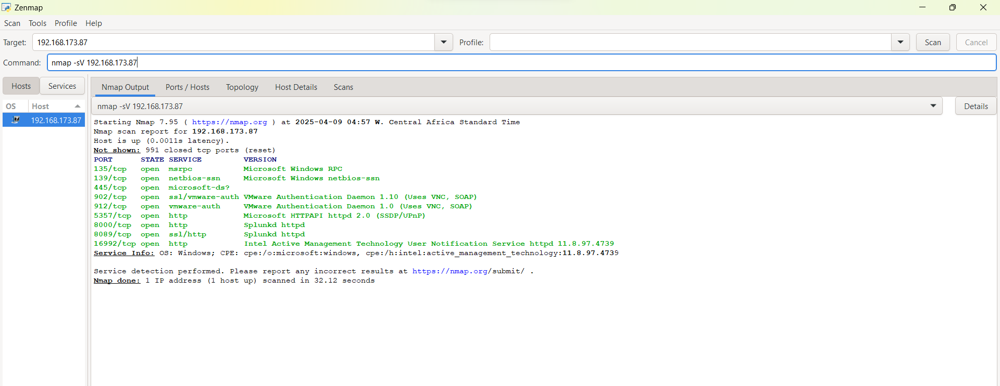 Zenmap
Scan Tools Profile Help
Target: 192.168.173.87 Profile: Scan Cancel
Command: nmap -sV 192.168.173.87
Hosts Services Nmap Output Ports / Hosts Topology Host Details Scans
OS Host nmap -sV 192.168.173.87 Details
192.168.173.87
Starting Nmap 7.95 ( https://nmap.org ) at 2025-04-09 04:57 W. Central Africa Standard Time
Nmap scan report for 192.168.173.87
Host is up (0.0011s latency).
Not shown: 991 closed tcp ports (reset)
PORT STATE SERVICE VERSION
135/tcp open msrpc Microsoft Windows RPC
139/tcp open netbios-ssn Microsoft Windows netbios-ssn
445/tcp open microsoft-ds?
902/tcp open ssl/vmware-auth VMware Authentication Daemon 1.10 (Uses VNC, SOAP)
912/tcp open vmware-auth VMware Authentication Daemon 1.0 (Uses VNC, SOAP)
5357/tcp open http Microsoft HTTPAPI httpd 2.0 (SSDP/UPnP)
8000/tcp open http Splunkd httpd
8089/tcp open ssl/http Splunkd httpd
16992/tcp open http Intel Active Management Technology User Notification Service httpd 11.8.97.4739
Service Info: OS: Windows; CPE: cpe:/o:microsoft:windows, cpe:/h:intel:active_management_technology:11.8.97.4739
Service detection performed. Please report any incorrect results at https://nmap.org/submit/ .
Nmap done: 1 IP address (1 host up) scanned in 32.12 seconds